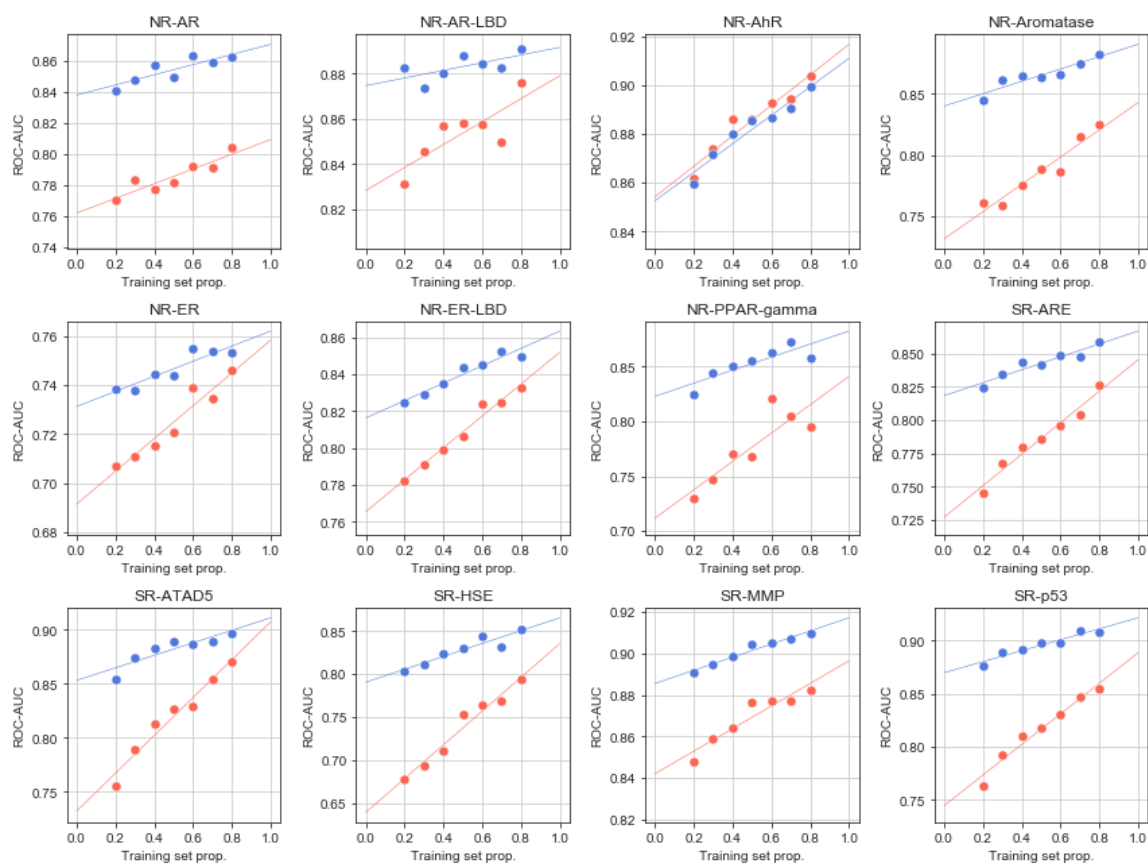 NR-AR
NR-AR-LBD
NR-AhR
NR-Aromatase
ROC-AUC
0.86
0.84
0.82
0.80
0.78
0.76
0.74
0.0 0.2 0.4 0.6 0.8 1.0
Training set prop.
ROC-AUC
0.88
0.86
0.84
0.82
0.0 0.2 0.4 0.6 0.8 1.0
Training set prop.
ROC-AUC
0.92
0.90
0.88
0.86
0.84
0.0 0.2 0.4 0.6 0.8 1.0
Training set prop.
ROC-AUC
0.85
0.80
0.75
0.0 0.2 0.4 0.6 0.8 1.0
Training set prop.
NR-ER
NR-ER-LBD
NR-PPAR-gamma
SR-ARE
ROC-AUC
0.76
0.74
0.72
0.70
0.68
0.0 0.2 0.4 0.6 0.8 1.0
Training set prop.
ROC-AUC
0.86
0.84
0.82
0.80
0.78
0.76
0.0 0.2 0.4 0.6 0.8 1.0
Training set prop.
ROC-AUC
0.85
0.80
0.75
0.70
0.0 0.2 0.4 0.6 0.8 1.0
Training set prop.
ROC-AUC
0.850
0.825
0.800
0.775
0.750
0.725
0.0 0.2 0.4 0.6 0.8 1.0
Training set prop.
SR-ATAD5
SR-HSE
SR-MMP
SR-p53
ROC-AUC
0.90
0.85
0.80
0.75
0.0 0.2 0.4 0.6 0.8 1.0
Training set prop.
ROC-AUC
0.85
0.80
0.75
0.70
0.65
0.0 0.2 0.4 0.6 0.8 1.0
Training set prop.
ROC-AUC
0.92
0.90
0.88
0.86
0.84
0.82
0.0 0.2 0.4 0.6 0.8 1.0
Training set prop.
ROC-AUC
0.90
0.85
0.80
0.75
0.0 0.2 0.4 0.6 0.8 1.0
Training set prop.